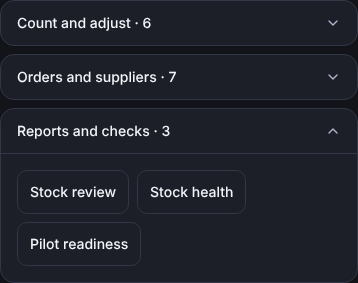 Count and adjust · 6
Orders and suppliers · 7
Reports and checks · 3
Stock review
Stock health
Pilot readiness